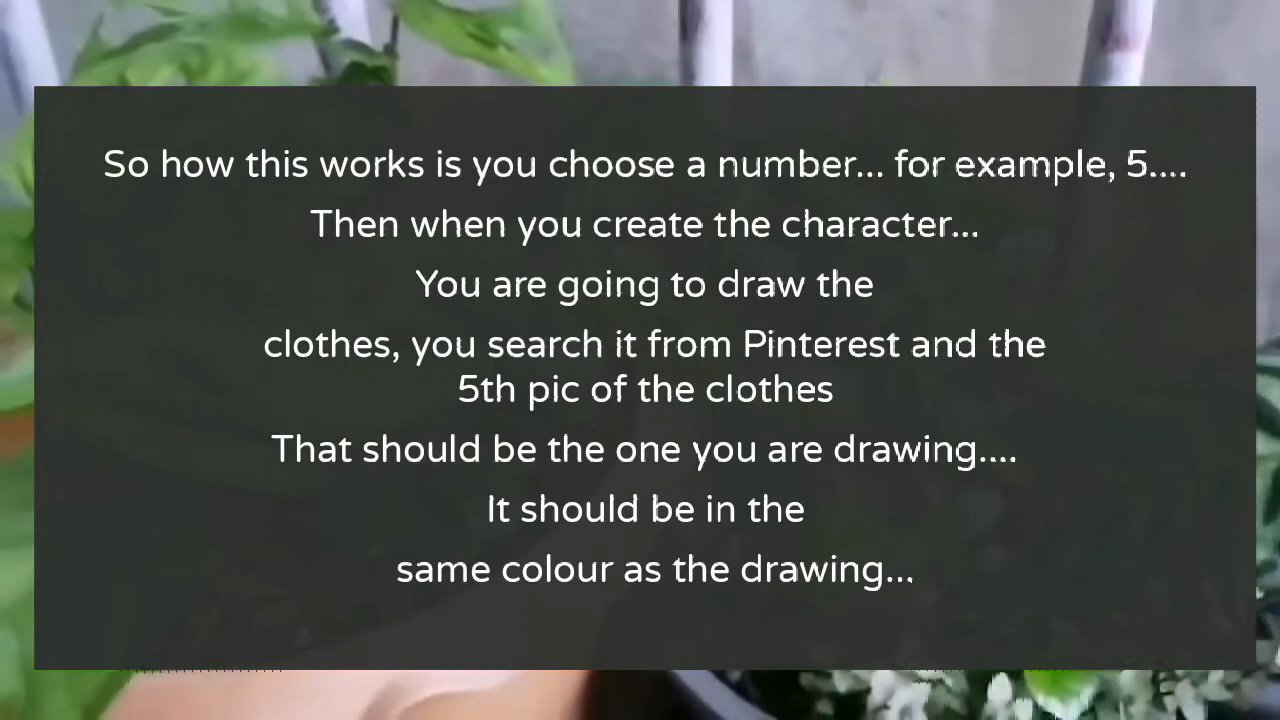 So how this works is you choose a number... for example, 5....
Then when you create the character...
You are going to draw the
clothes, you search it from Pinterest and the
5th pic of the clothes
That should be the one you are drawing....
It should be in the
same colour as the drawing...